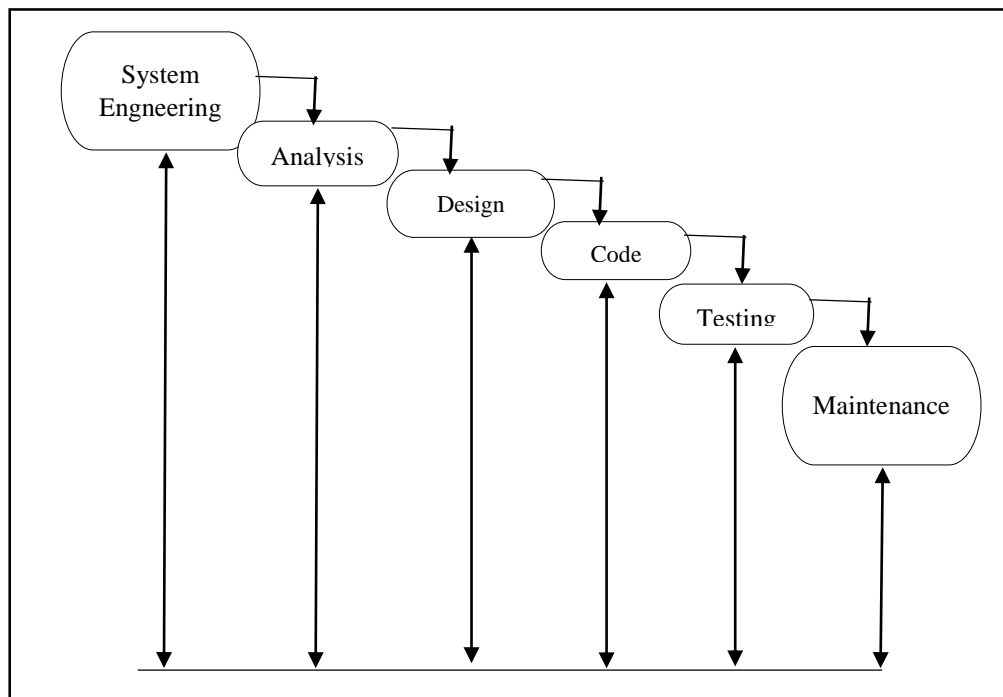 System
Engneering
Analysis
Design
Code
Testing
Maintenance